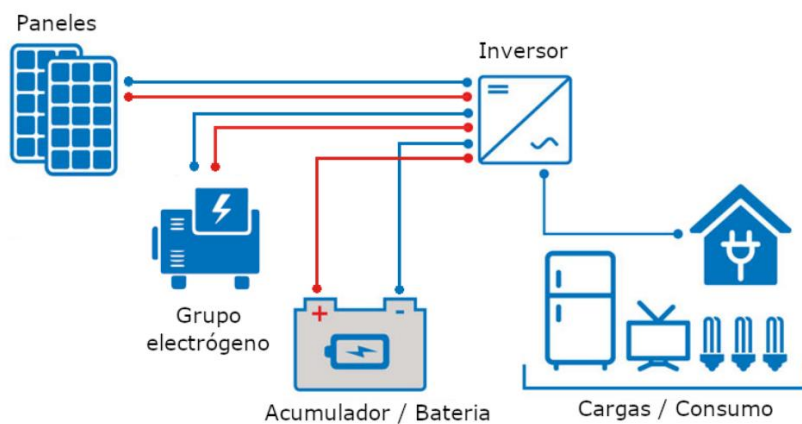 Paneles
Inversor
Grupo
electrógeno
+ -
Acumulador / Bateria
Cargas / Consumo